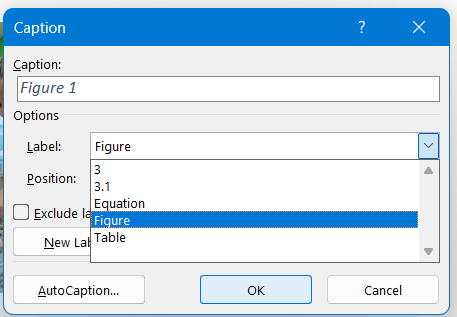 Caption
?
Caption:
Figure 1
Options
Label:
Figure
3
3.1
Equation
Figure
Table
Position:
Exclude la
New Lab
AutoCaption...
OK
Cancel